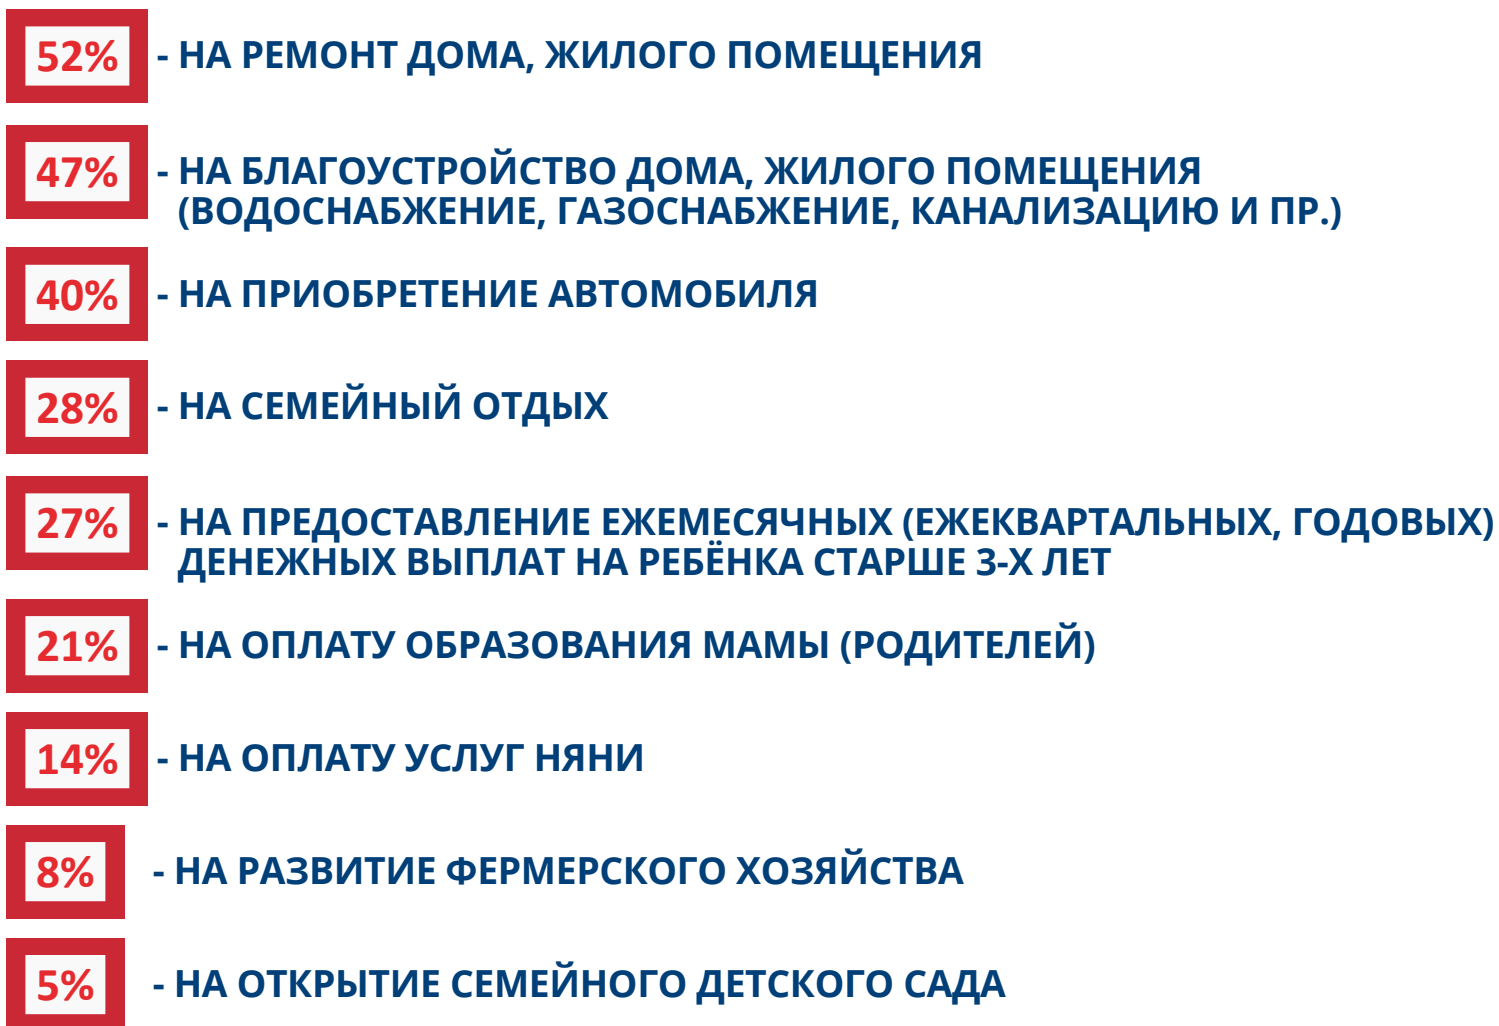 52% - НА РЕМОНТ ДОМА, ЖИЛОГО ПОМЕЩЕНИЯ
47% - НА БЛАГОУСТРОЙСТВО ДОМА, ЖИЛОГО ПОМЕЩЕНИЯ
(ВОДОСНАБЖЕНИЕ, ГАЗОСНАБЖЕНИЕ, КАНАЛИЗАЦИЮ И ПР.)
40% - НА ПРИОБРЕТЕНИЕ АВТОМОБИЛЯ
28% - НА СЕМЕЙНЫЙ ОТДЫХ
27% - НА ПРЕДОСТАВЛЕНИЕ ЕЖЕМЕСЯЧНЫХ (ЕЖЕКВАРТАЛЬНЫХ, ГОДОВЫХ)
ДЕНЕЖНЫХ ВЫПЛАТ НА РЕБЁНКА СТАРШЕ 3-Х ЛЕТ
21% - НА ОПЛАТУ ОБРАЗОВАНИЯ МАМЫ (РОДИТЕЛЕЙ)
14% - НА ОПЛАТУ УСЛУГ НЯНИ
8% - НА РАЗВИТИЕ ФЕРМЕРСКОГО ХОЗЯЙСТВА
5% - НА ОТКРЫТИЕ СЕМЕЙНОГО ДЕТСКОГО САДА